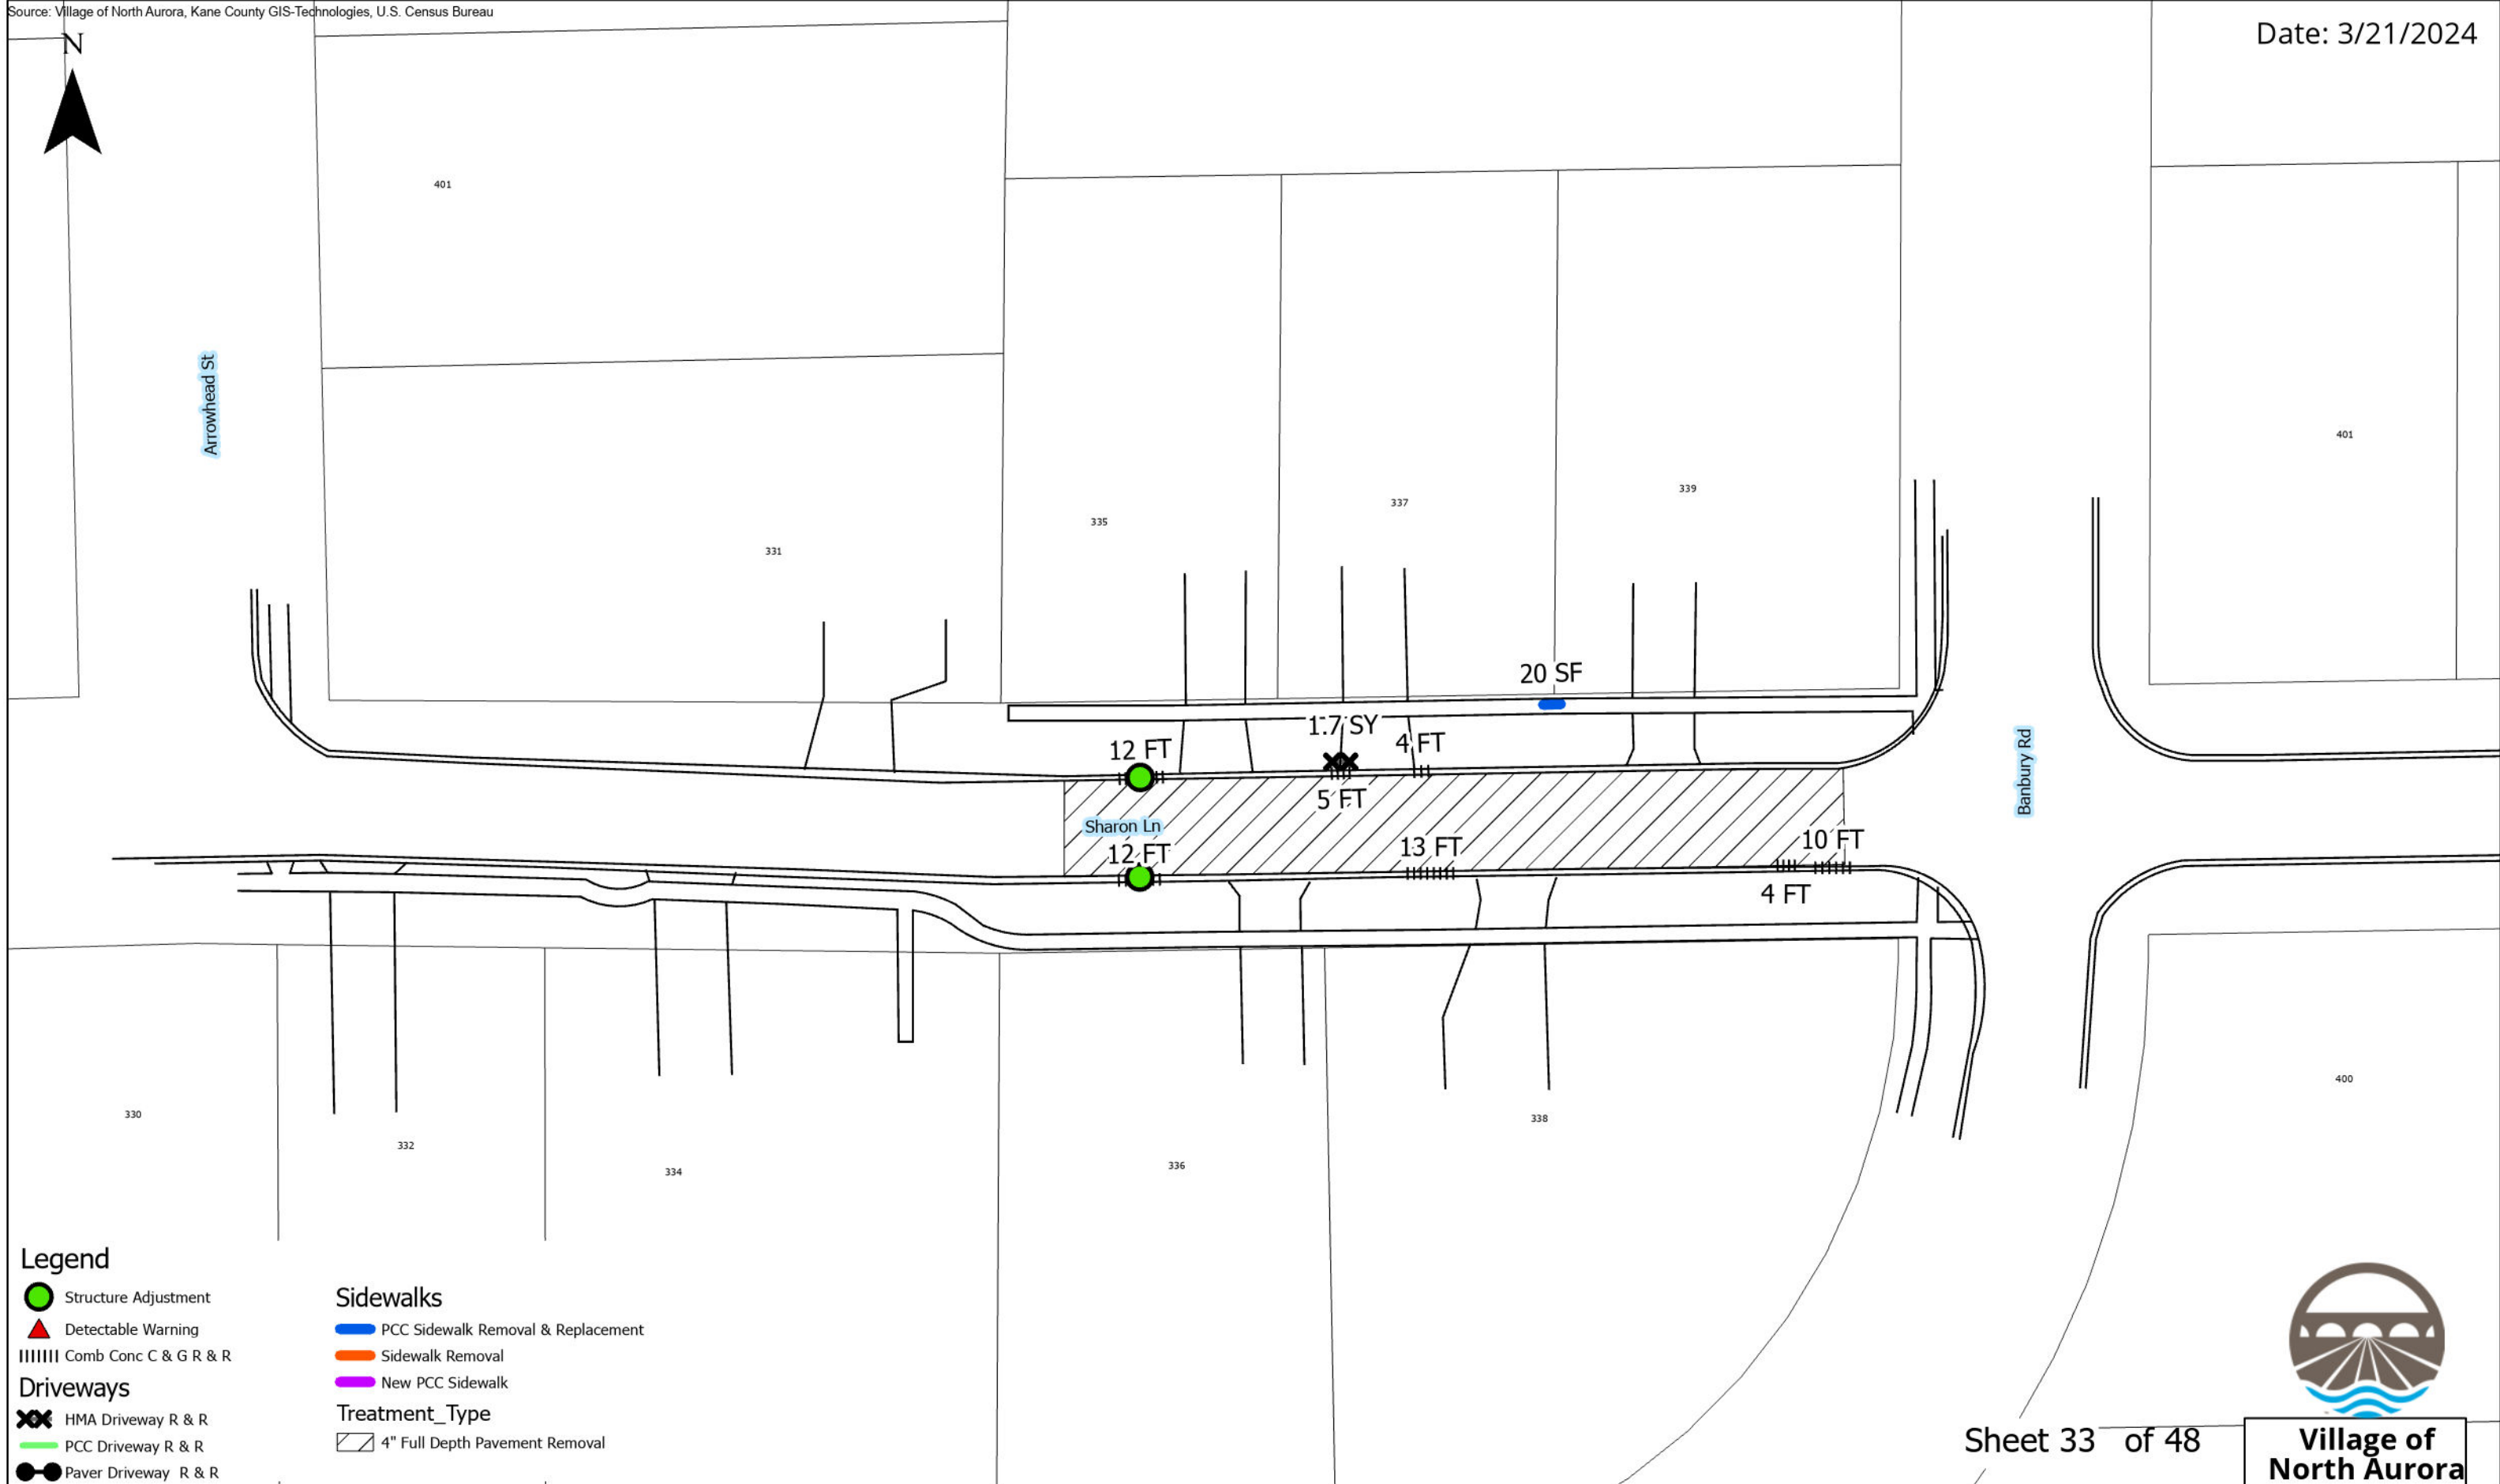 Source: Village of North Aurora, Kane County GIS-Technologies, U.S. Census Bureau
N
Date: 3/21/2024
401
Arrowhead St
401
339
337
335
331
20 SF
1.7 SY
4 FT
12 FT
5 FT
Banbury Rd
Sharon Ln
12 FT
13 FT
10 FT
4 FT
400
330
338
332
336
334
Legend
Structure Adjustment
Detectable Warning
Comb Conc C & G R & R
Driveways
HMA Driveway R & R
PCC Driveway R & R
Paver Driveway R & R
Sidewalks
PCC Sidewalk Removal & Replacement
Sidewalk Removal
New PCC Sidewalk
Treatment_Type
4" Full Depth Pavement Removal
Sheet 33 of 48
Village of
North Aurora